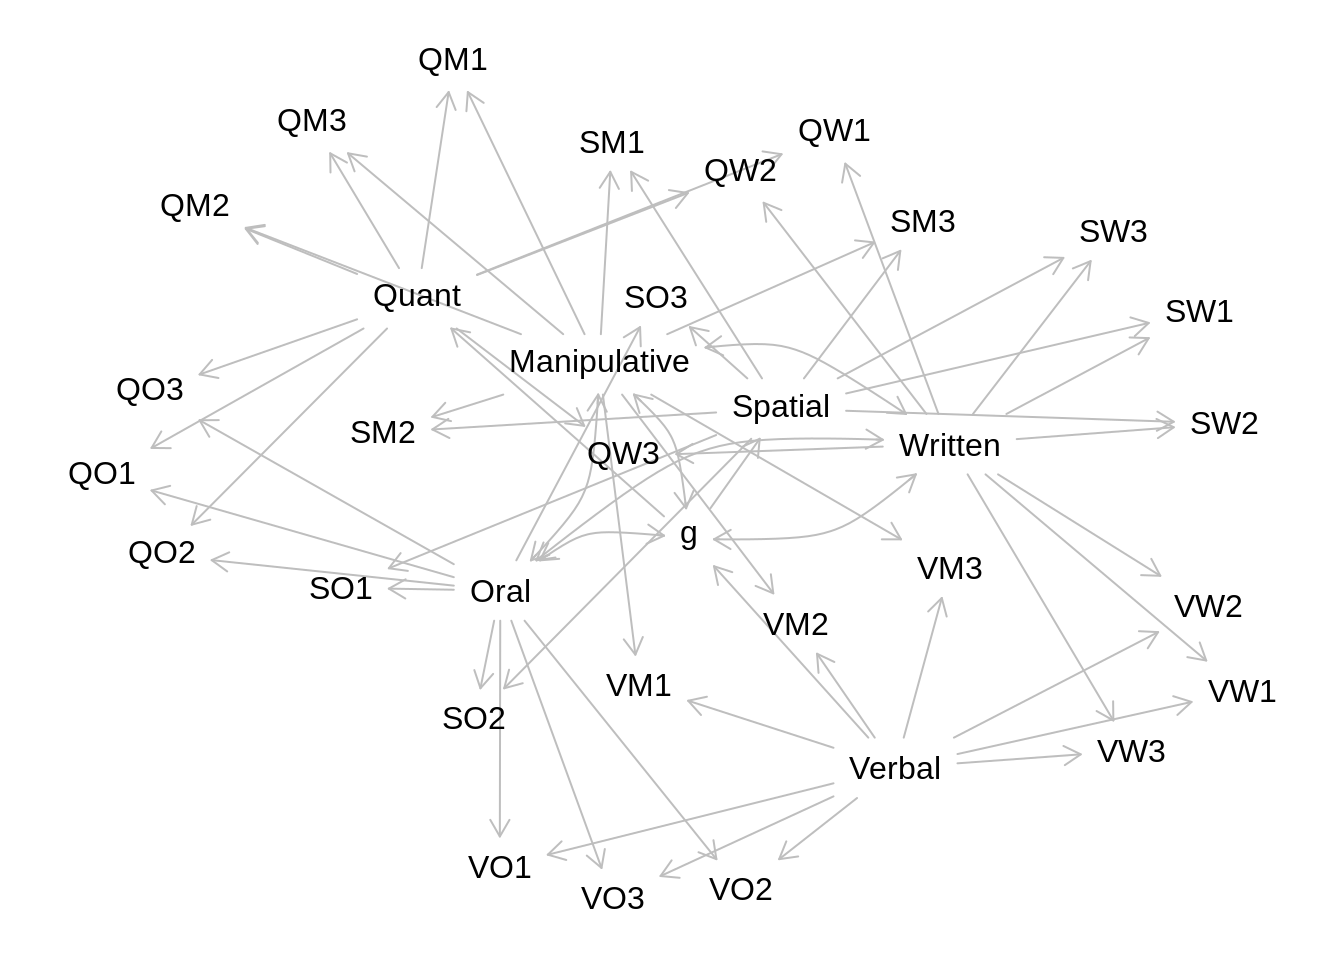 QM1
QM3
QW1
SM1
QW2
QM2
SM3
SW3
Quant
SO3
SW1
Manipulative
QO3
Spatial
SW2
SM2
Written
QW3
QO1
g
QO2
VM3
SO1
Oral
VW2
VM2
VM1
VW1
SO2
VW3
Verbal
VO1
VO2
VO3